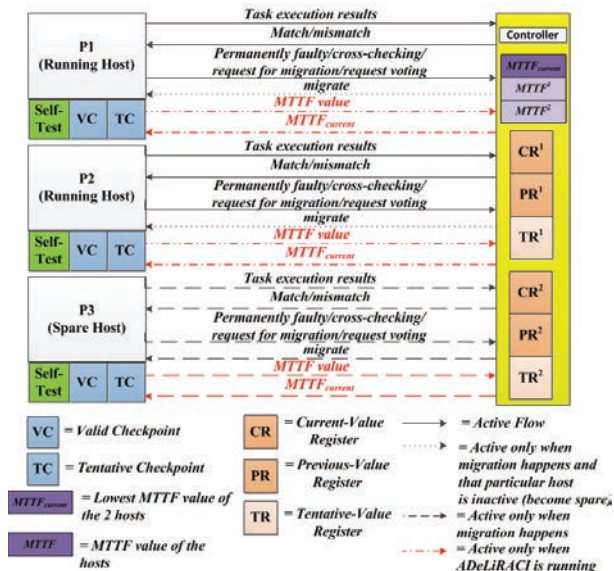 P1
(Running Host)
Self-Test
VC
TC
Task execution results
Match/mismatch
Permanently faulty/cross-checking/
request for migration/request voting
migrate
MTTF value
MTTFcurrent
P2
(Running Host)
Self-Test
VC
TC
Task execution results
Match/mismatch
Permanently faulty/cross-checking/
request for migration/request voting
migrate
MTTF value
MTTFcurrent
P3
(Spare Host)
Self-Test
VC
TC
Task execution results
Match/mismatch
Permanently faulty/cross-checking/
request for migration/request voting
migrate
MTTF value
MTTFcurrent
Controller
MTTFcurrent
MTTF1
MTTF2
CR1
PR1
TR1
CR2
PR2
TR2
VC = Valid Checkpoint
TC = Tentative Checkpoint
MTTFcurrent = Lowest MTTF value of
the 2 hosts
MTTF = MTTF value of the
hosts
CR = Current-Value
Register
PR = Previous-Value
Register
TR = Tentative-Value
Register
= Active Flow
= Active only when
migration happens and
that particular host
is inactive (become spare)
= Active only when
migration happens
= Active only when
ADeLiRACI is running